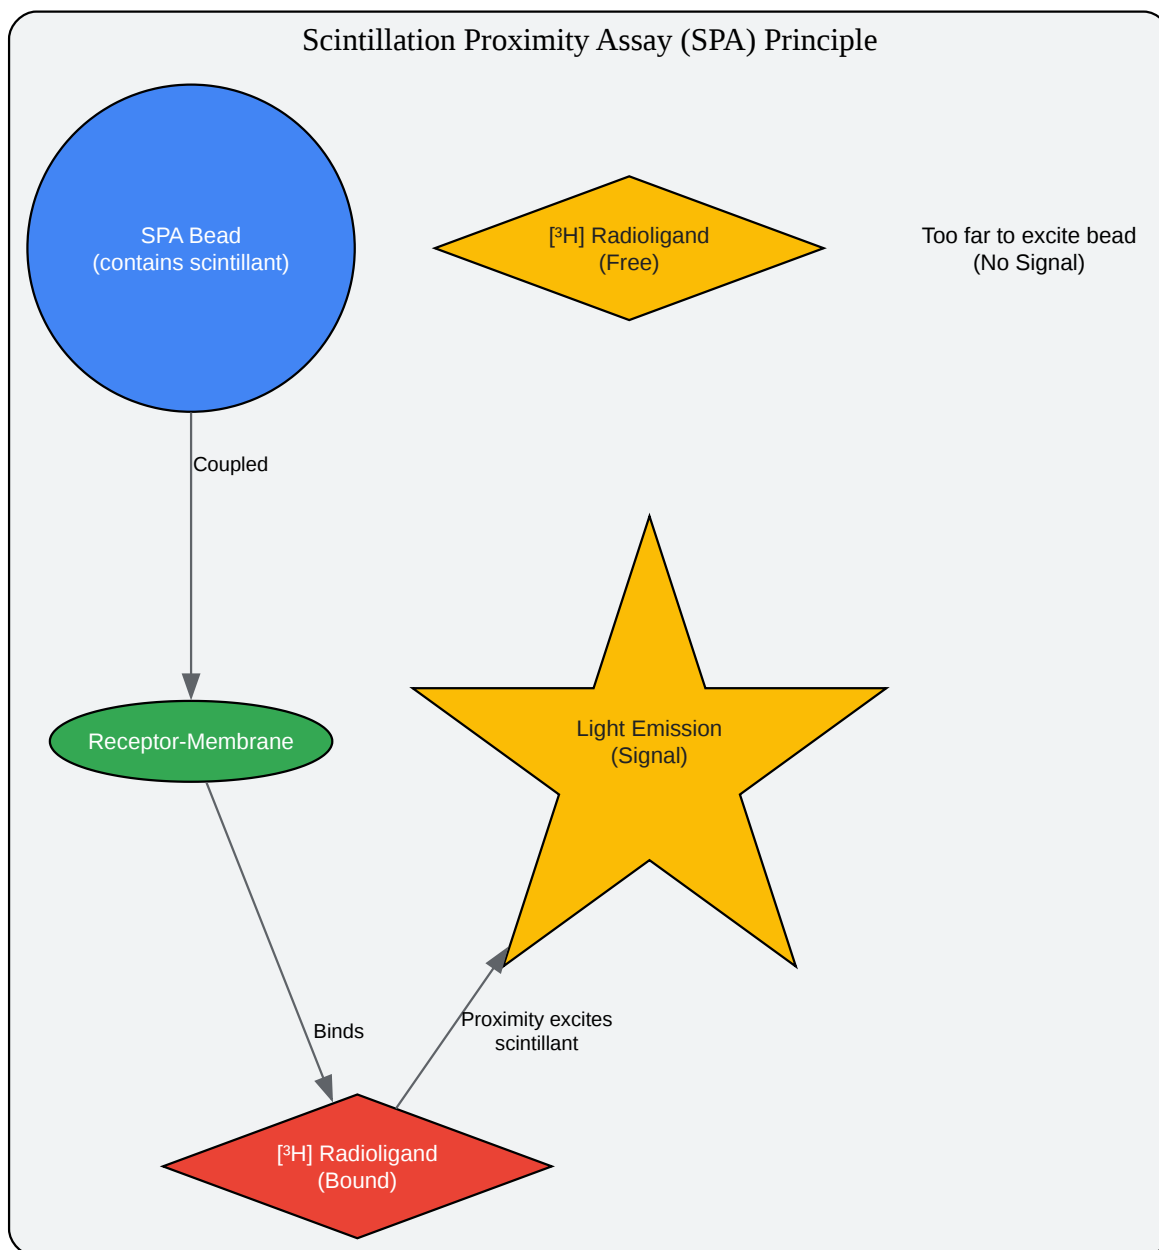 Scintillation Proximity Assay (SPA) Principle
SPA Bead
(contains scintillant)
[³H] Radioligand
(Free)
Too far to excite bead
(No Signal)
Coupled
Receptor-Membrane
Light Emission
(Signal)
Binds
Proximity excites
scintillant
[³H] Radioligand
(Bound)